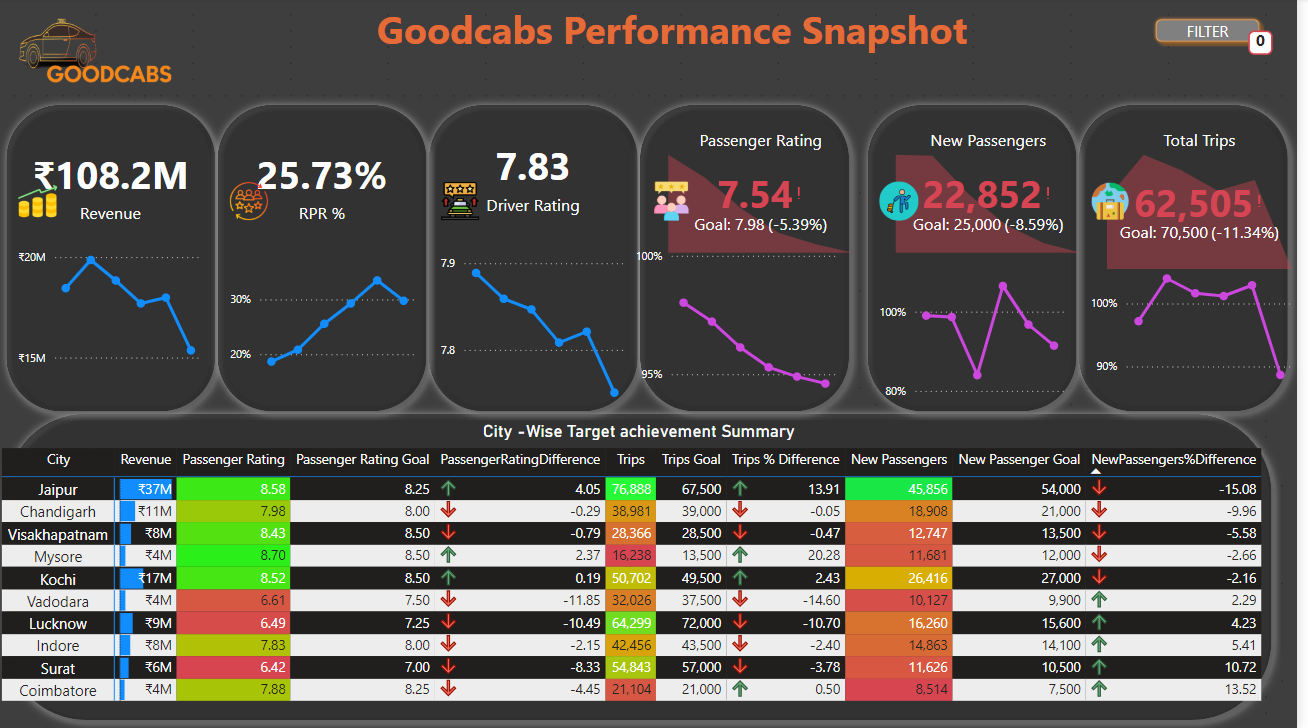 Goodcabs Performance Snapshot
FILTER
0
GOODCABS
₹108.2M
Revenue
₹20M
₹15M
25.73%
RPR %
30%
20%
7.83
Driver Rating
7.9
7.8
Passenger Rating
7.54!
Goal: 7.98 (-5.39%)
100%
95%
New Passengers
22,852!
Goal: 25,000 (-8.59%)
100%
80%
Total Trips
62,505!
Goal: 70,500 (-11.34%)
100%
90%
City -Wise Target achievement Summary
City Revenue Passenger Rating Passenger Rating Goal PassengerRatingDifference Trips Trips Goal Trips % Difference New Passengers New Passenger Goal NewPassengers%Difference
Jaipur ₹37M 8.58 8.25 4.05 76,888 67,500 13.91 45,856 54,000 -15.08
Chandigarh ₹11M 7.98 8.00 -0.29 38,981 39,000 -0.05 18,908 21,000 -9.96
Visakhapatnam ₹8M 8.43 8.50 -0.79 28,366 28,500 -0.47 12,747 13,500 -5.58
Mysore ₹4M 8.70 8.50 2.37 16,238 13,500 20.28 11,681 12,000 -2.66
Kochi ₹17M 8.52 8.50 0.19 50,702 49,500 2.43 26,416 27,000 -2.16
Vadodara ₹4M 6.61 7.50 -11.85 32,026 37,500 -14.60 10,127 9,900 2.29
Lucknow ₹9M 6.49 7.25 -10.49 64,299 72,000 -10.70 16,260 15,600 4.23
Indore ₹8M 7.83 8.00 -2.15 42,456 43,500 -2.40 14,863 14,100 5.41
Surat ₹6M 6.42 7.00 -8.33 54,843 57,000 -3.78 11,626 10,500 10.72
Coimbatore ₹4M 7.88 8.25 -4.45 21,104 21,000 0.50 8,514 7,500 13.52